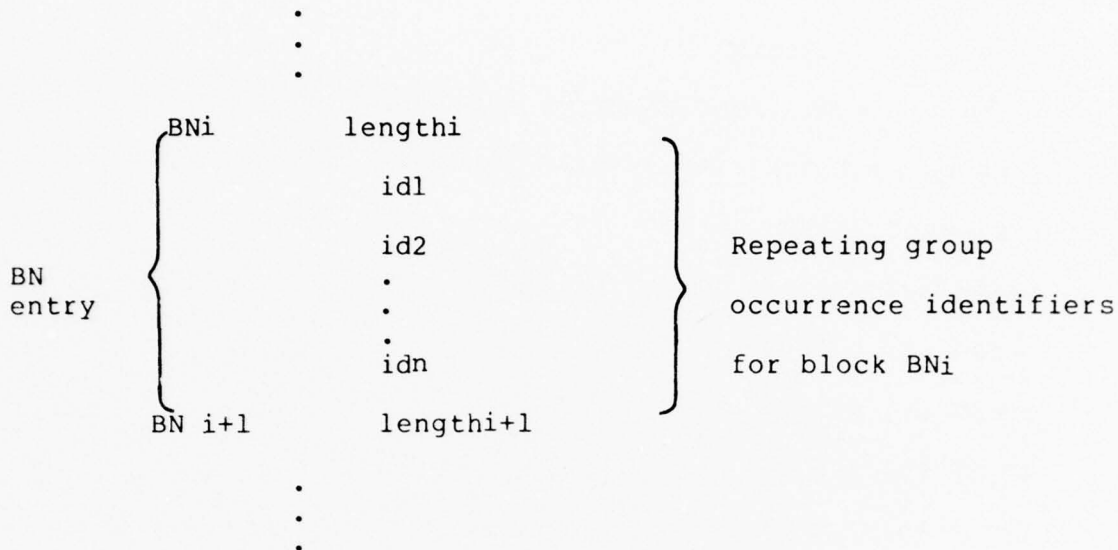 BNi lengthi
id1
id2 Repeating group
BN
entry occurrence identifiers
idn for block BNi
BN i+1 lengthi+1